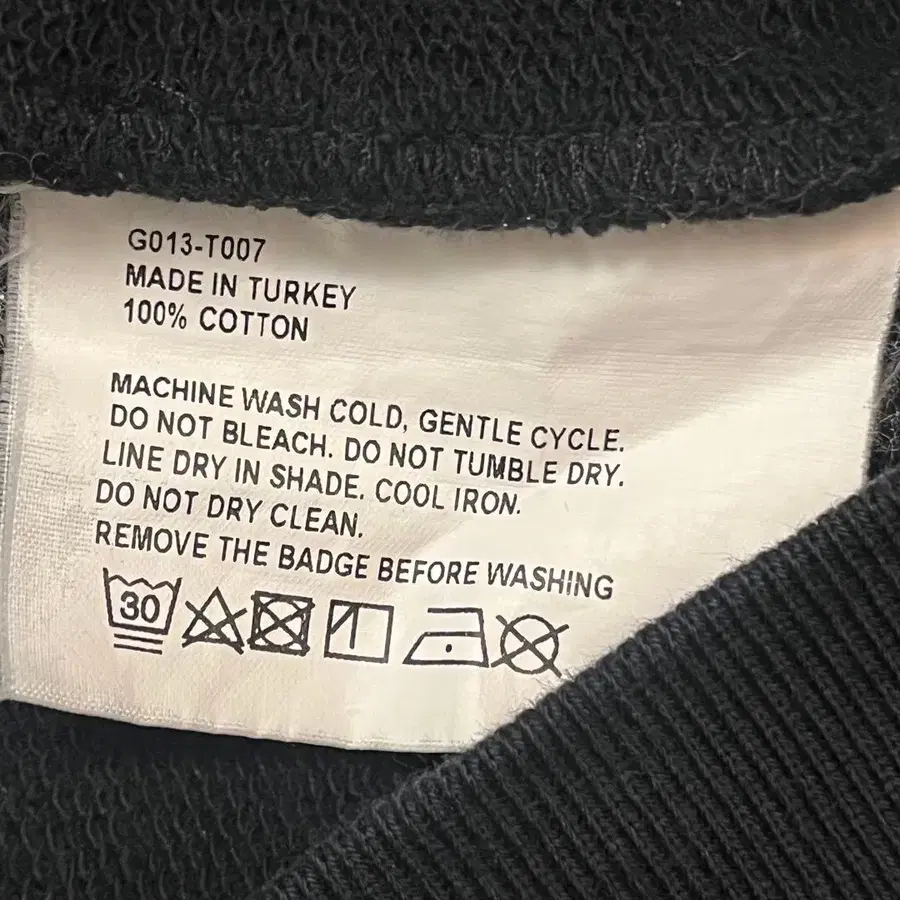 G013-T007
MADE IN TURKEY
100% COTTON
MACHINE WASH COLD, GENTLE CYCLE.
DO NOT BLEACH. DO NOT TUMBLE DRY.
LINE DRY IN SHADE. COOL IRON.
DO NOT DRY CLEAN.
REMOVE THE BADGE BEFORE WASHING
30